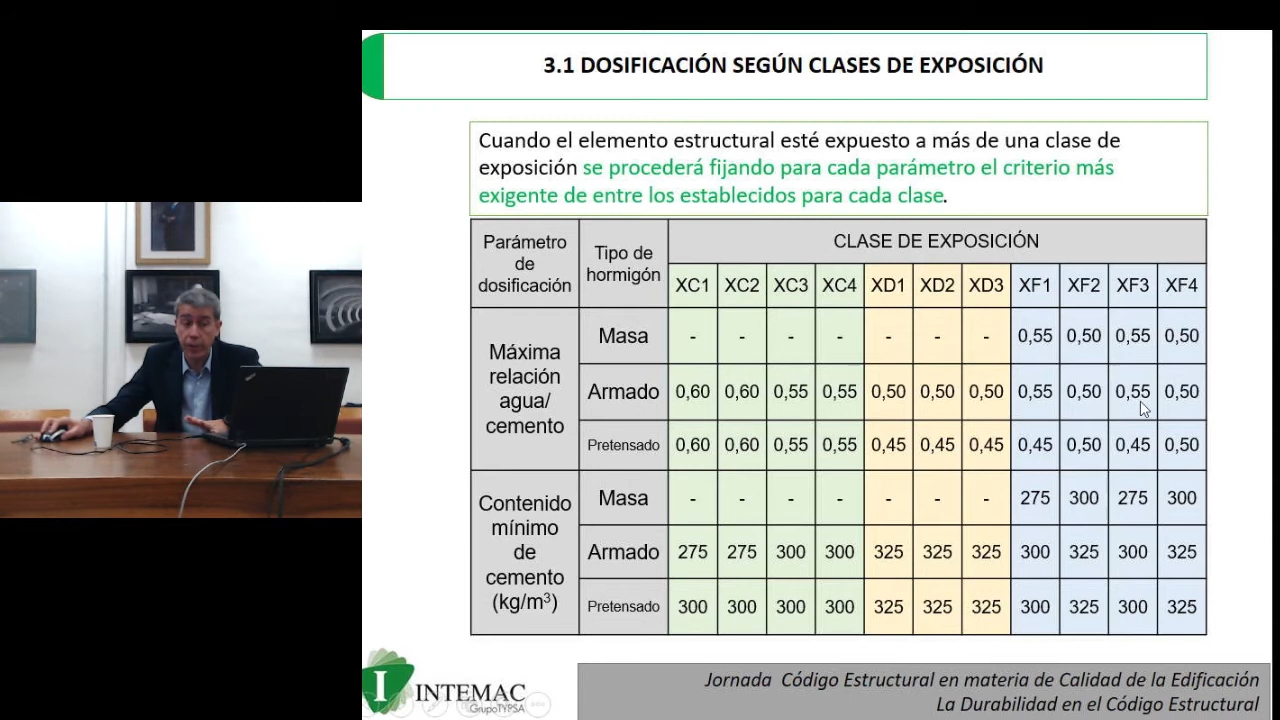 3.1 DOSIFICACIÓN SEGÚN CLASES DE EXPOSICIÓN
Cuando el elemento estructural esté expuesto a más de una clase de
exposición se procederá fijando para cada parámetro el criterio más
exigente de entre los establecidos para cada clase.
Parámetro de dosificación Tipo de hormigón CLASE DE EXPOSICIÓN
XC1 XC2 XC3 XC4 XD1 XD2 XD3 XF1 XF2 XF3 XF4
Máxima relación agua/ cemento
Masa - - - - - - - 0,55 0,50 0,55 0,50
Armado 0,60 0,60 0,55 0,55 0,50 0,50 0,50 0,55 0,50 0,55 0,50
Pretensado 0,60 0,60 0,55 0,55 0,45 0,45 0,45 0,45 0,50 0,45 0,50
Contenido mínimo de cemento (kg/m³)
Masa - - - - - - - 275 300 275 300
Armado 275 275 300 300 325 325 325 300 325 300 325
Pretensado 300 300 300 300 325 325 325 300 325 300 325
I INTEMAC
GrupoTYPSA
Jornada Código Estructural en materia de Calidad de la Edificación
La Durabilidad en el Código Estructural